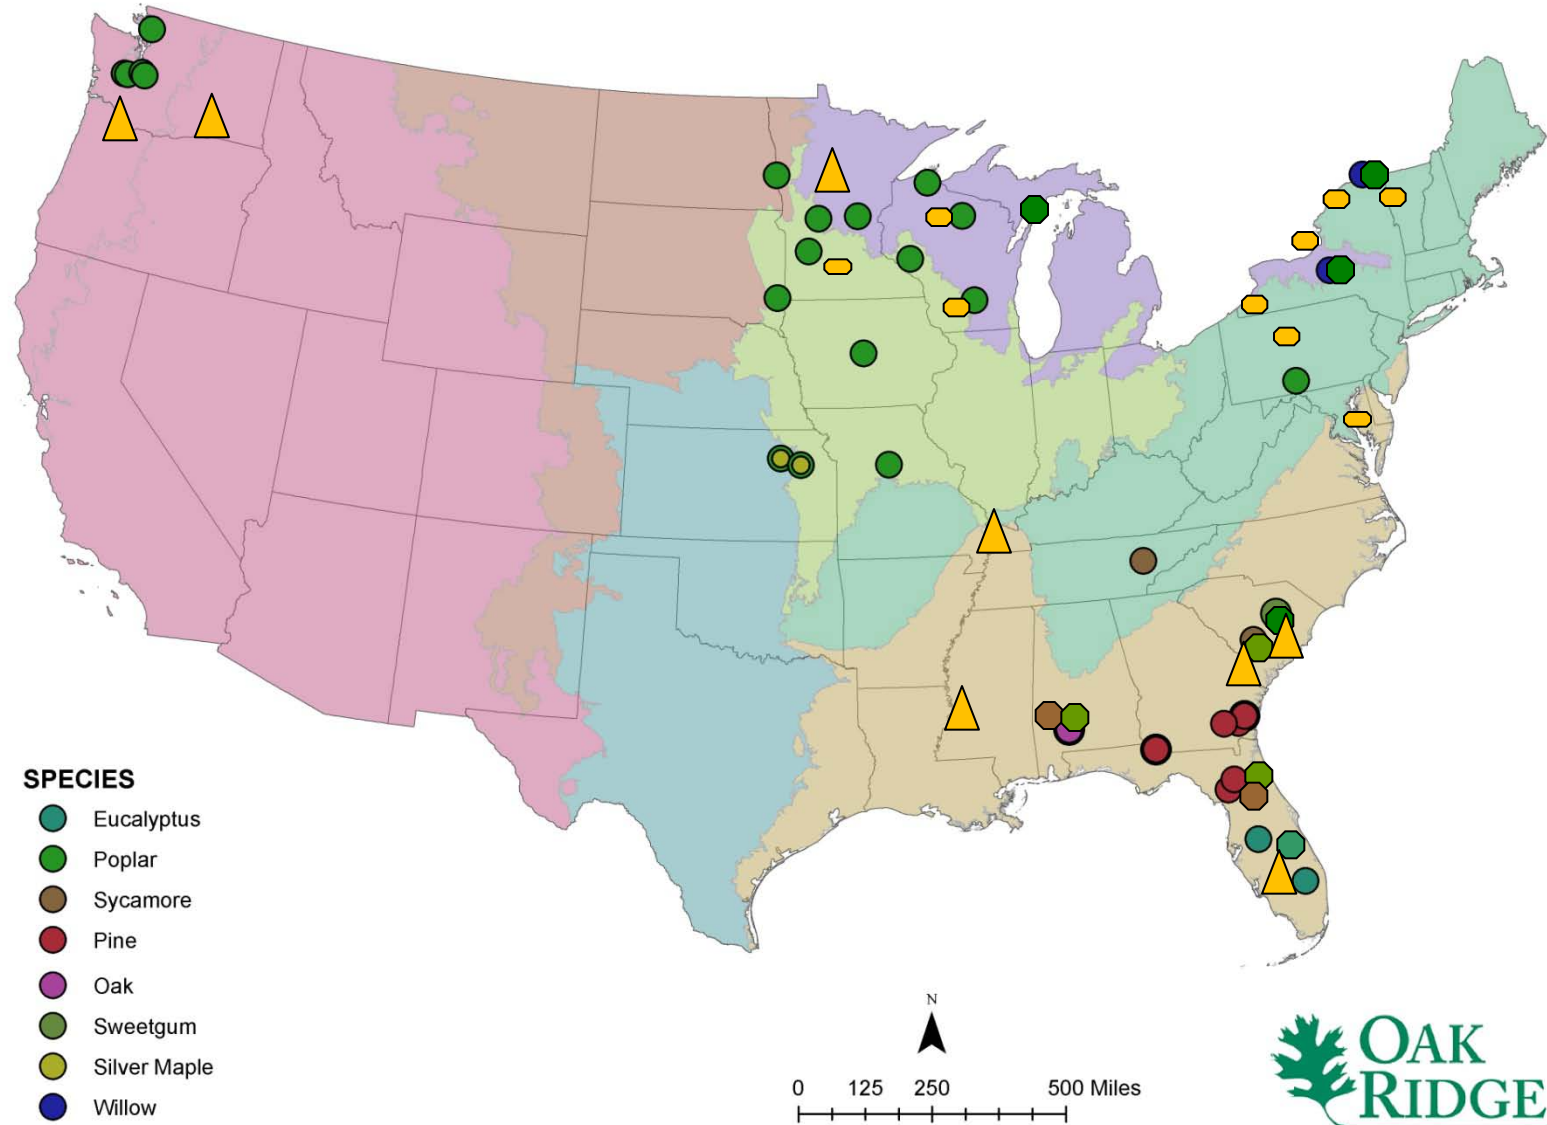 SPECIES
Eucalyptus
Poplar
Sycamore
Pine
Oak
Sweetgum
Silver Maple
Willow
N
0 125 250 500 Miles
OAK
RIDGE